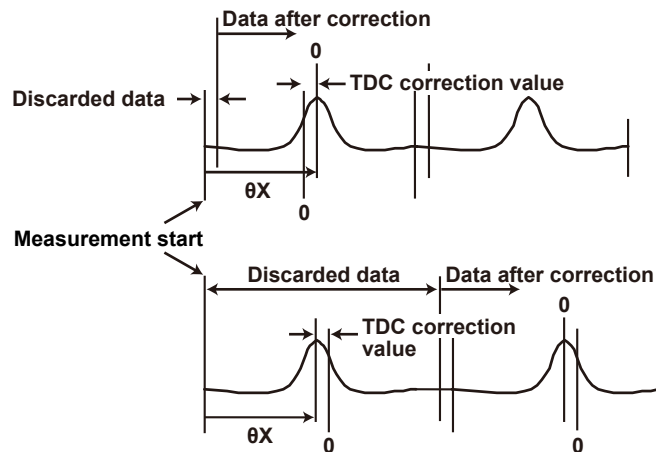 Data after correction
0
TDC correction value
Discarded data
θX
0
Measurement start
Discarded data
Data after correction
0
TDC correction
value
θX
0
0